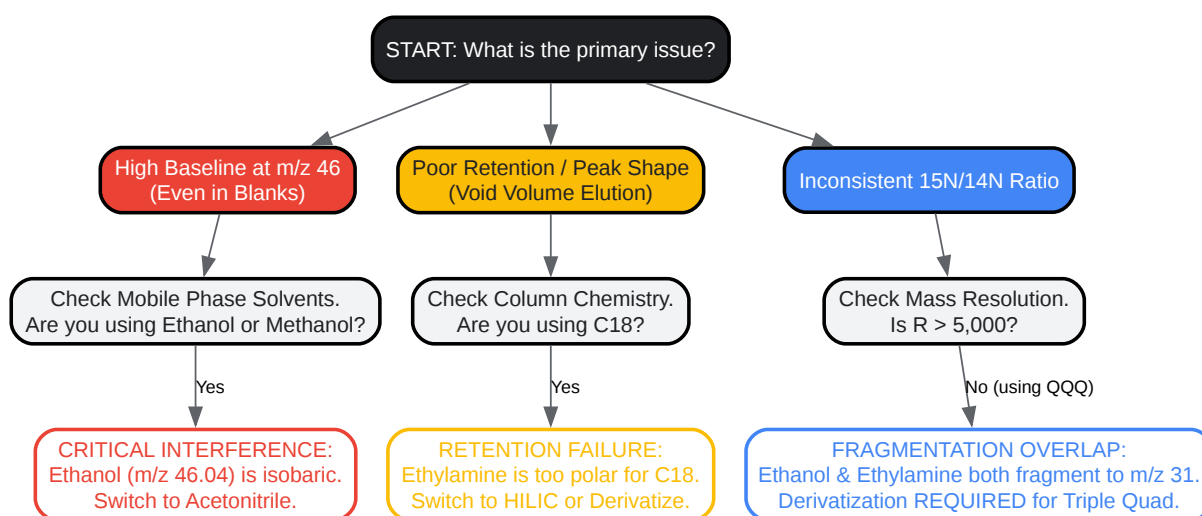 START: What is the primary issue?
High Baseline at m/z 46
(Even in Blanks)
Poor Retention / Peak Shape
(Void Volume Elution)
Inconsistent 15N/14N Ratio
Check Mobile Phase Solvents.
Are you using Ethanol or Methanol?
Check Column Chemistry.
Are you using C18?
Check Mass Resolution.
Is R > 5,000?
Yes
Yes
No (using QQQ)
CRITICAL INTERFERENCE:
Ethanol (m/z 46.04) is isobaric.
Switch to Acetonitrile.
RETENTION FAILURE:
Ethylamine is too polar for C18.
Switch to HILIC or Derivatize.
FRAGMENTATION OVERLAP:
Ethanol & Ethylamine both fragment to m/z 31.
Derivatization REQUIRED for Triple Quad.